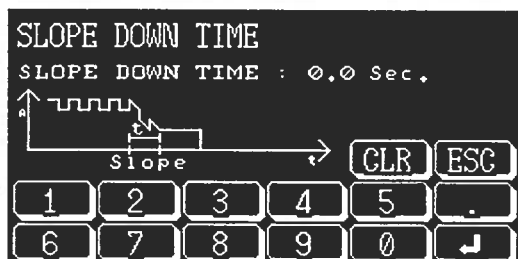 SLOPE DOWN TIME
SLOPE DOWN TIME : 0.0 Sec.
A
t
Slope t
CLR ESC
1 2 3 4 5 .
6 7 8 9 0 ↵